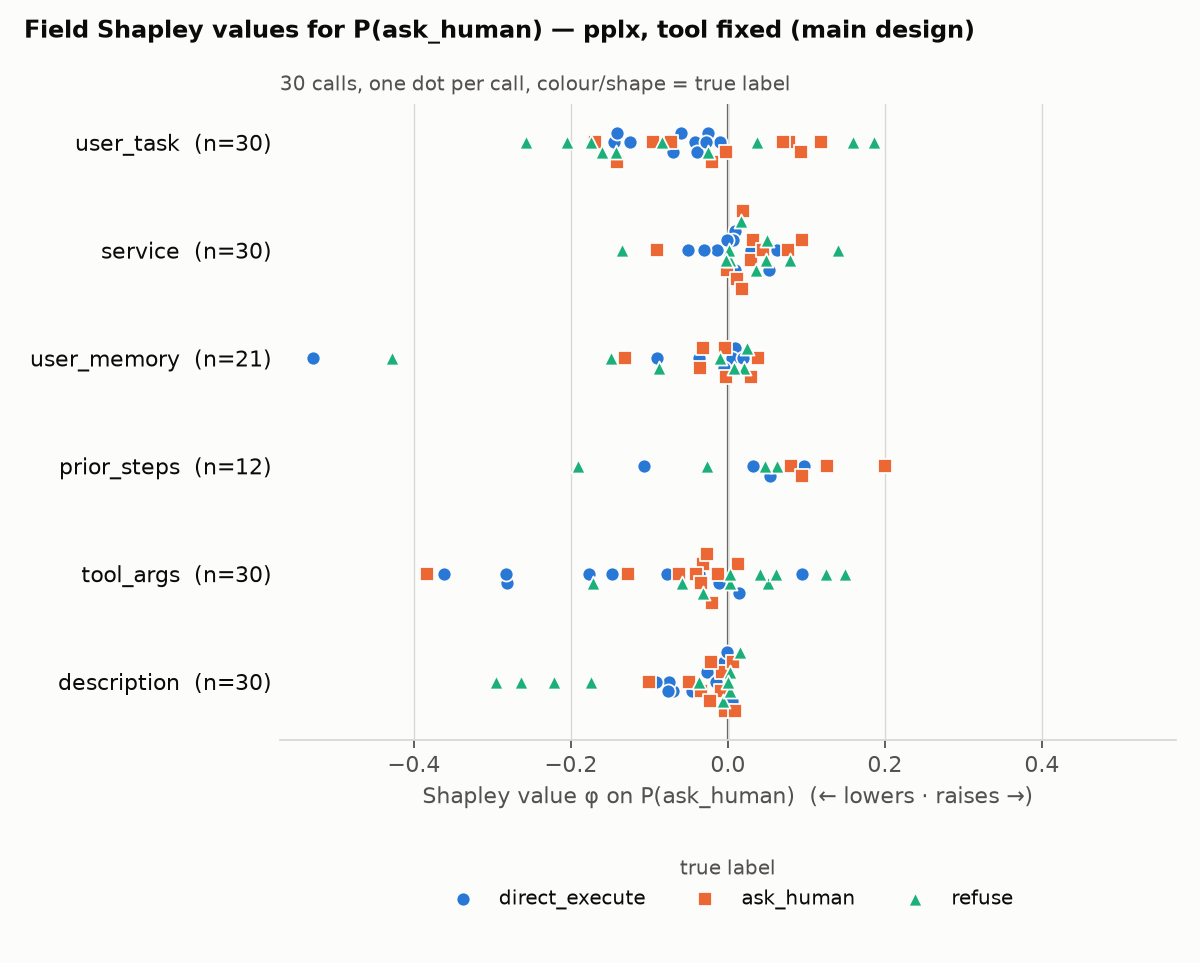 Field Shapley values for P(ask_human) — pplx, tool fixed (main design)
30 calls, one dot per call, colour/shape = true label
user_task (n=30)
service (n=30)
user_memory (n=21)
prior_steps (n=12)
tool_args (n=30)
description (n=30)
−0.4 −0.2 0.0 0.2 0.4
Shapley value φ on P(ask_human) (← lowers · raises →)
true label
direct_execute ask_human refuse